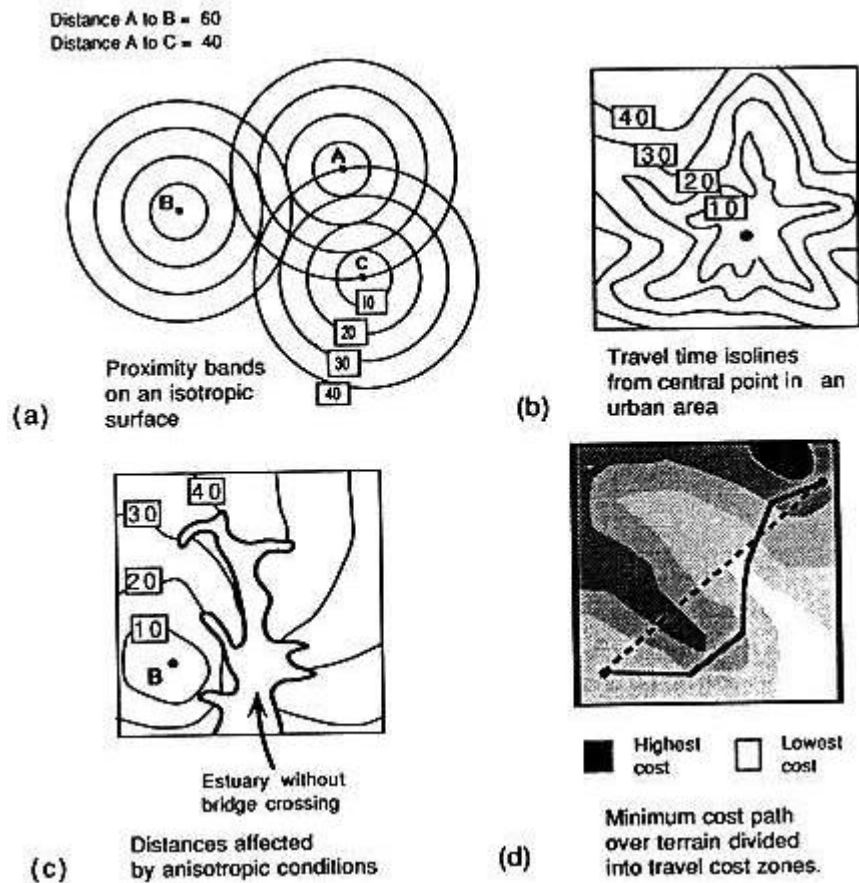 Distance A to B = 60
Distance A to C = 40
A
B
C
10
20
30
40
Proximity bands
on an isotropic
surface
(a)
40
30
20
10
Travel time isolines
from central point in an
urban area
(b)
40
30
20
10
B
Estuary without
bridge crossing
Distances affected
by anisotropic conditions
(c)
Highest
cost
Lowest
cost
Minimum cost path
over terrain divided
into travel cost zones.
(d)